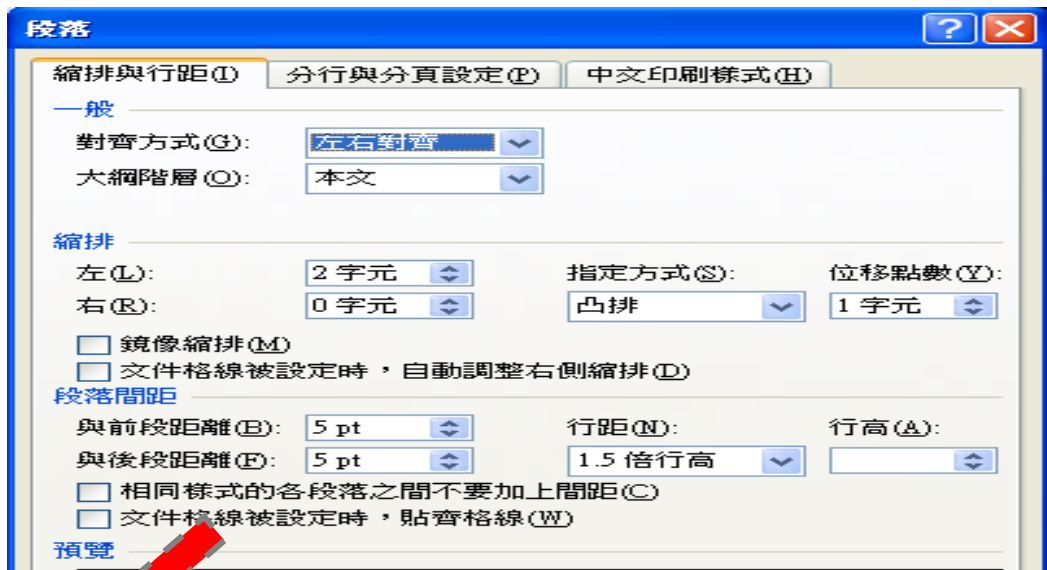 段落
縮排與行距(I) 分行與分頁設定(P) 中文印刷樣式(H)
一般
對齊方式(G): 左右對齊
大綱階層(O): 本文
縮排
左(L): 2 字元 指定方式(S): 位移點數(Y):
右(R): 0 字元 凸排 1 字元
鏡像縮排(M)
文件格線被設定時，自動調整右側縮排(D)
段落間距
與前段距離(B): 5 pt 行距(N): 行高(A):
與後段距離(F): 5 pt 1.5 倍行高
相同樣式的各段落之間不要加上間距(C)
文件格線被設定時，貼齊格線(W)
預覽